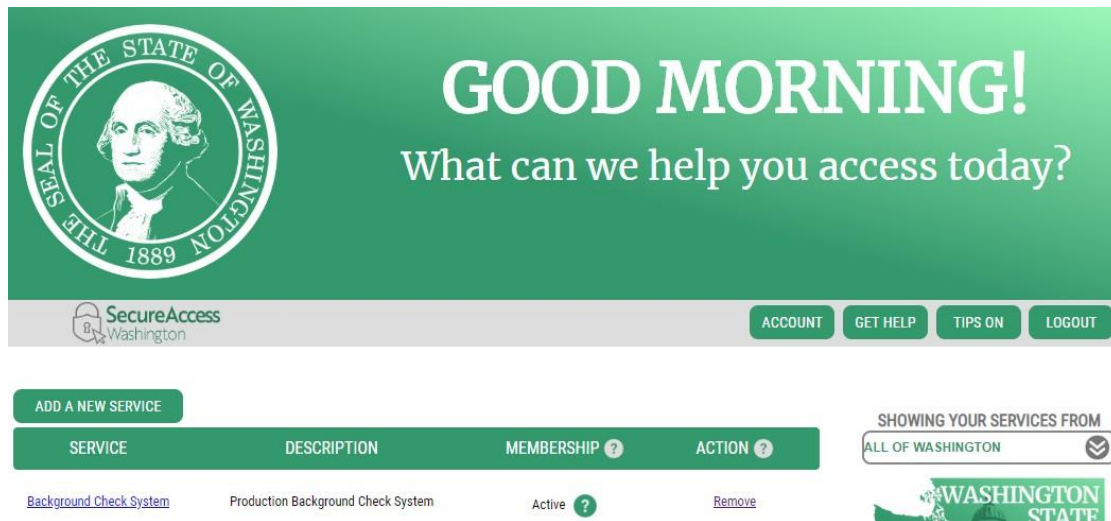 THE SEAL OF THE STATE OF WASHINGTON
1889
GOOD MORNING!
What can we help you access today?
SecureAccess
Washington
ACCOUNT GET HELP TIPS ON LOGOUT
ADD A NEW SERVICE
SHOWING YOUR SERVICES FROM
SERVICE DESCRIPTION MEMBERSHIP ? ACTION ?
ALL OF WASHINGTON
Background Check System Production Background Check System Active ? Remove
WASHINGTON
STATE